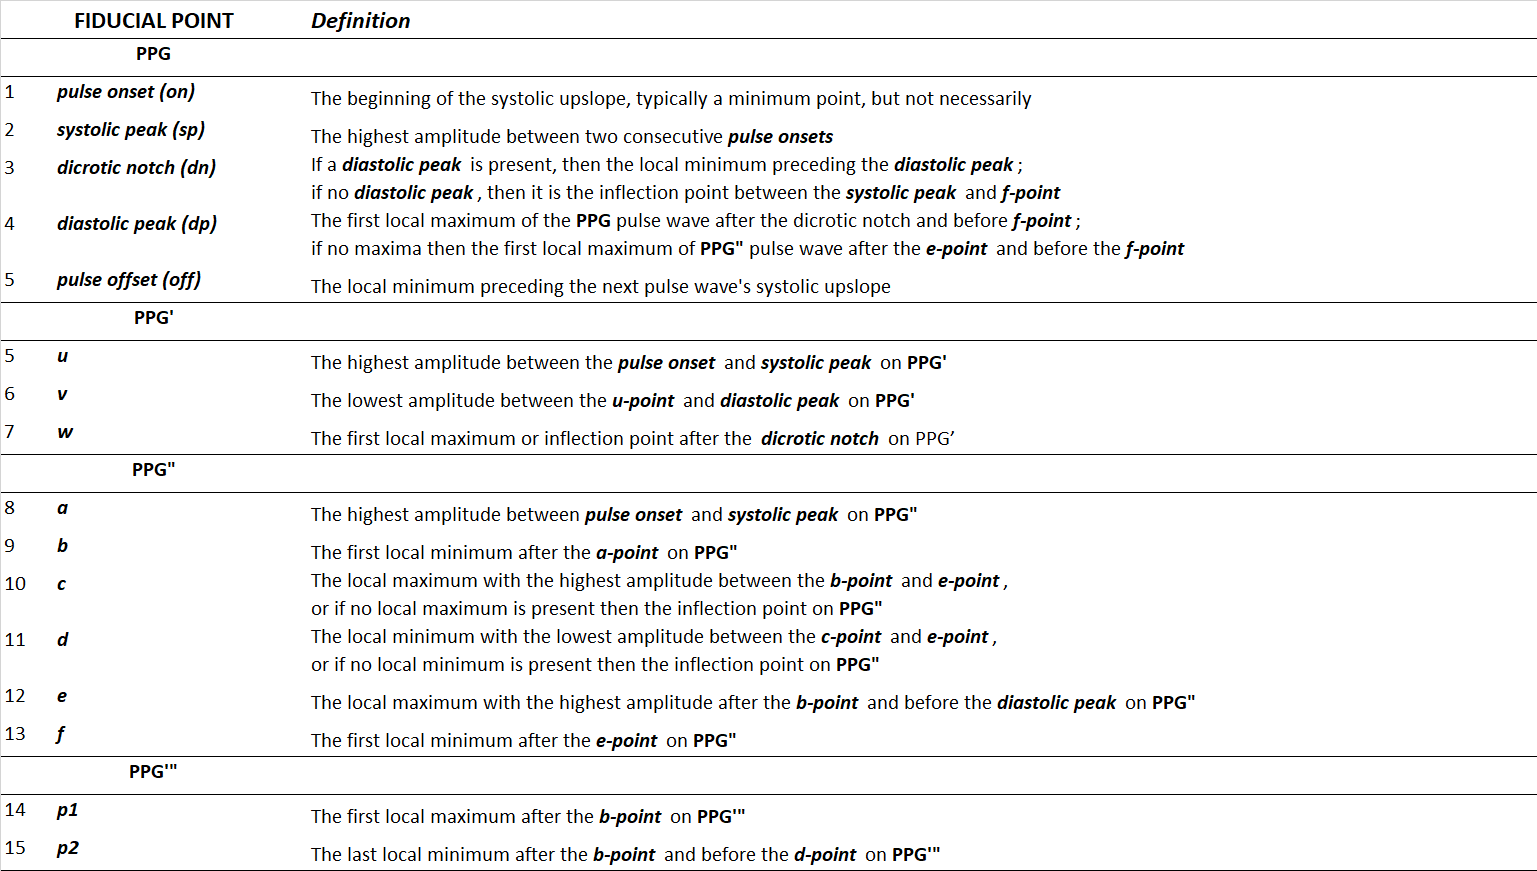 FIDUCIAL POINT Definition
PPG
1 pulse onset (on) The beginning of the systolic upslope, typically a minimum point, but not necessarily
2 systolic peak (sp) The highest amplitude between two consecutive pulse onsets
3 dicrotic notch (dn) If a diastolic peak is present, then the local minimum preceding the diastolic peak;
if no diastolic peak, then it is the inflection point between the systolic peak and f-point
4 diastolic peak (dp) The first local maximum of the PPG pulse wave after the dicrotic notch and before f-point;
if no maxima then the first local maximum of PPG" pulse wave after the e-point and before the f-point
5 pulse offset (off) The local minimum preceding the next pulse wave's systolic upslope
PPG'
5 u The highest amplitude between the pulse onset and systolic peak on PPG'
6 v The lowest amplitude between the u-point and diastolic peak on PPG'
7 w The first local maximum or inflection point after the dicrotic notch on PPG’
PPG"
8 a The highest amplitude between pulse onset and systolic peak on PPG"
9 b The first local minimum after the a-point on PPG"
10 c The local maximum with the highest amplitude between the b-point and e-point,
or if no local maximum is present then the inflection point on PPG"
11 d The local minimum with the lowest amplitude between the c-point and e-point,
or if no local minimum is present then the inflection point on PPG"
12 e The local maximum with the highest amplitude after the b-point and before the diastolic peak on PPG"
13 f The first local minimum after the e-point on PPG"
PPG'"
14 p1 The first local maximum after the b-point on PPG'"
15 p2 The last local minimum after the b-point and before the d-point on PPG'"